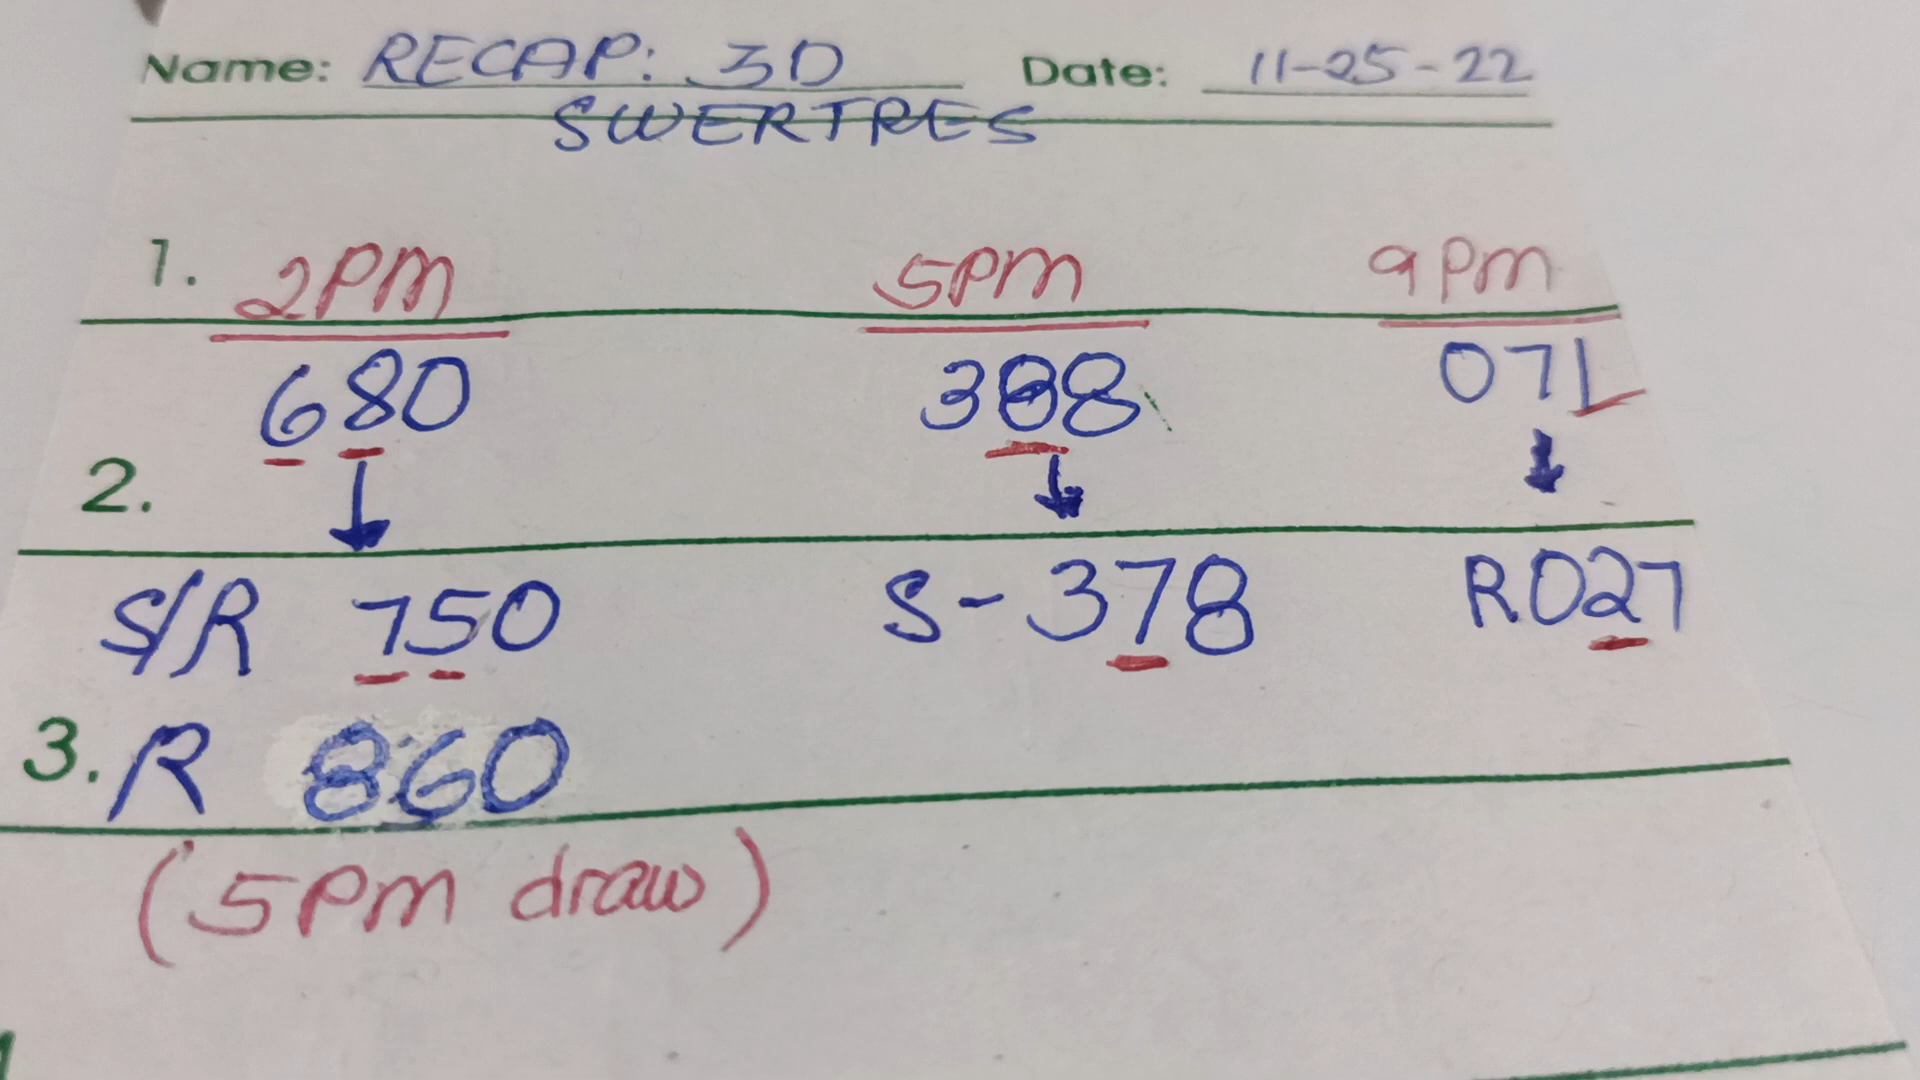 Name: RECAP: 3D Date: 11-25-22
SWERTRES
1. 2PM 5PM 9PM
680 388 071
2.
S/R 750 S-378 R027
3. R 860
(5PM draw)